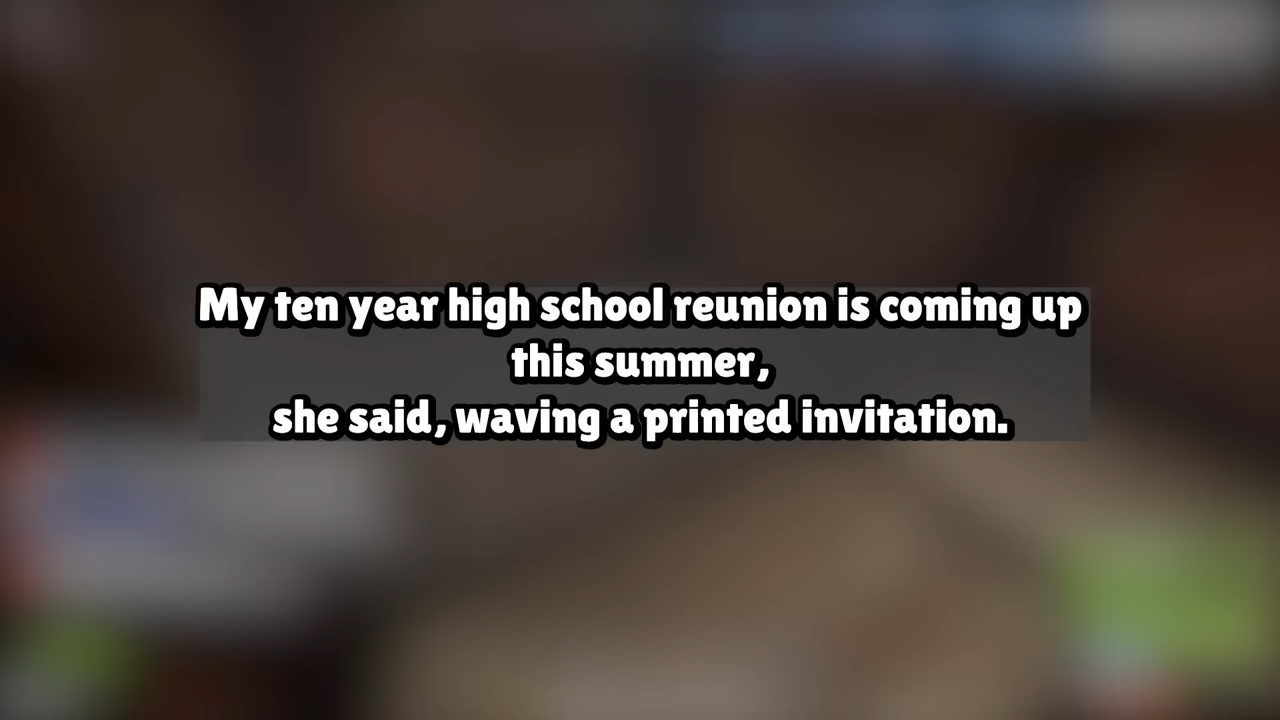 My ten year high school reunion is coming up
this summer,
she said, waving a printed invitation.